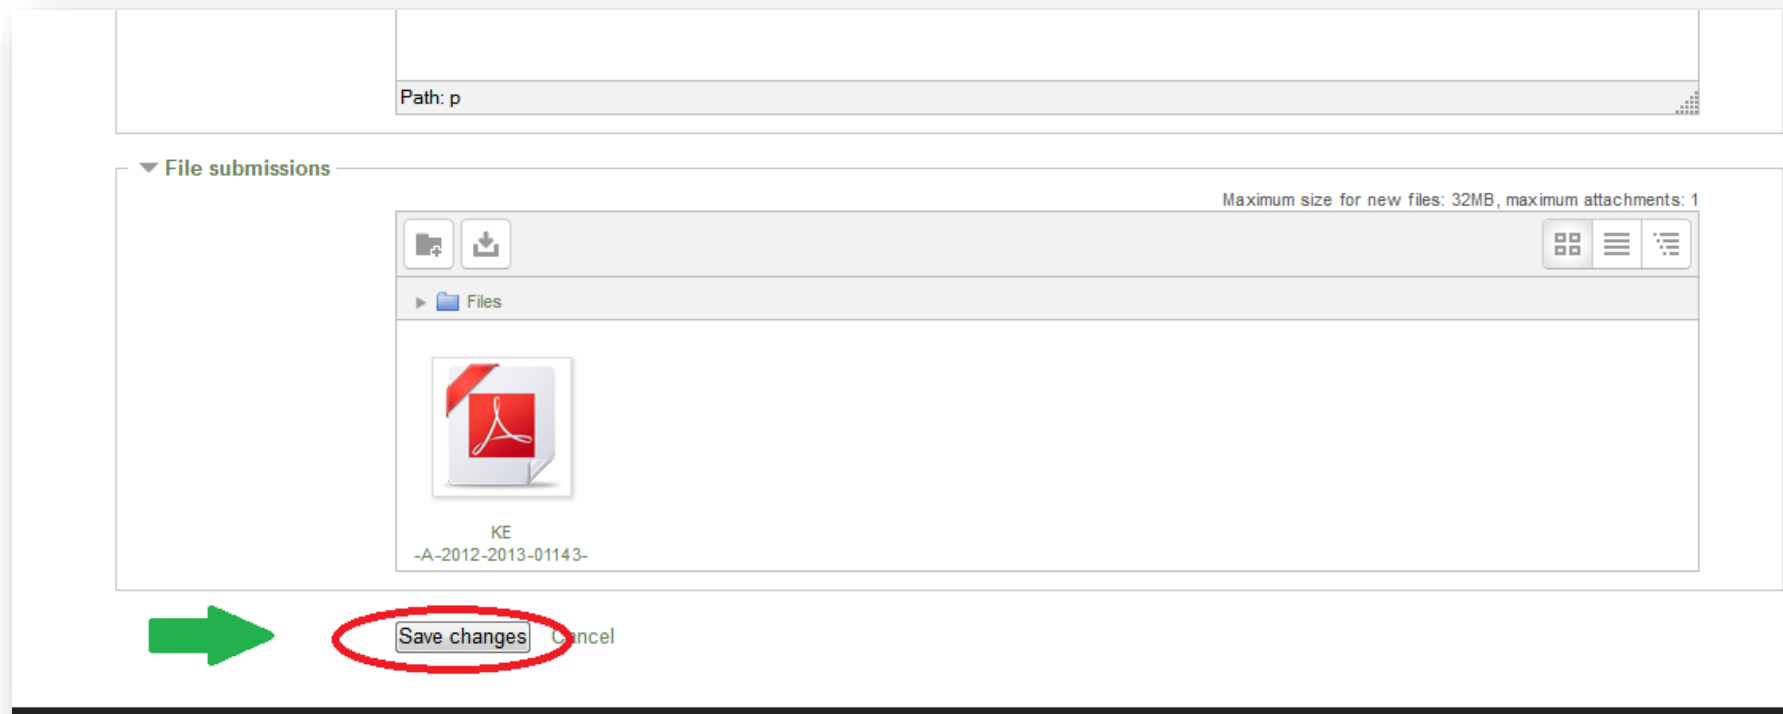 Path: p
File submissions
Maximum size for new files: 32MB, maximum attachments: 1
Files
KE
-A-2012-2013-01143-
Save changes Cancel